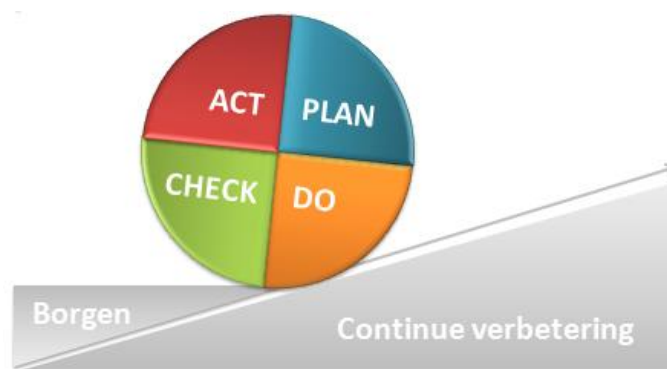 ACT
PLAN
CHECK
DO
Borgen
Continue verbetering